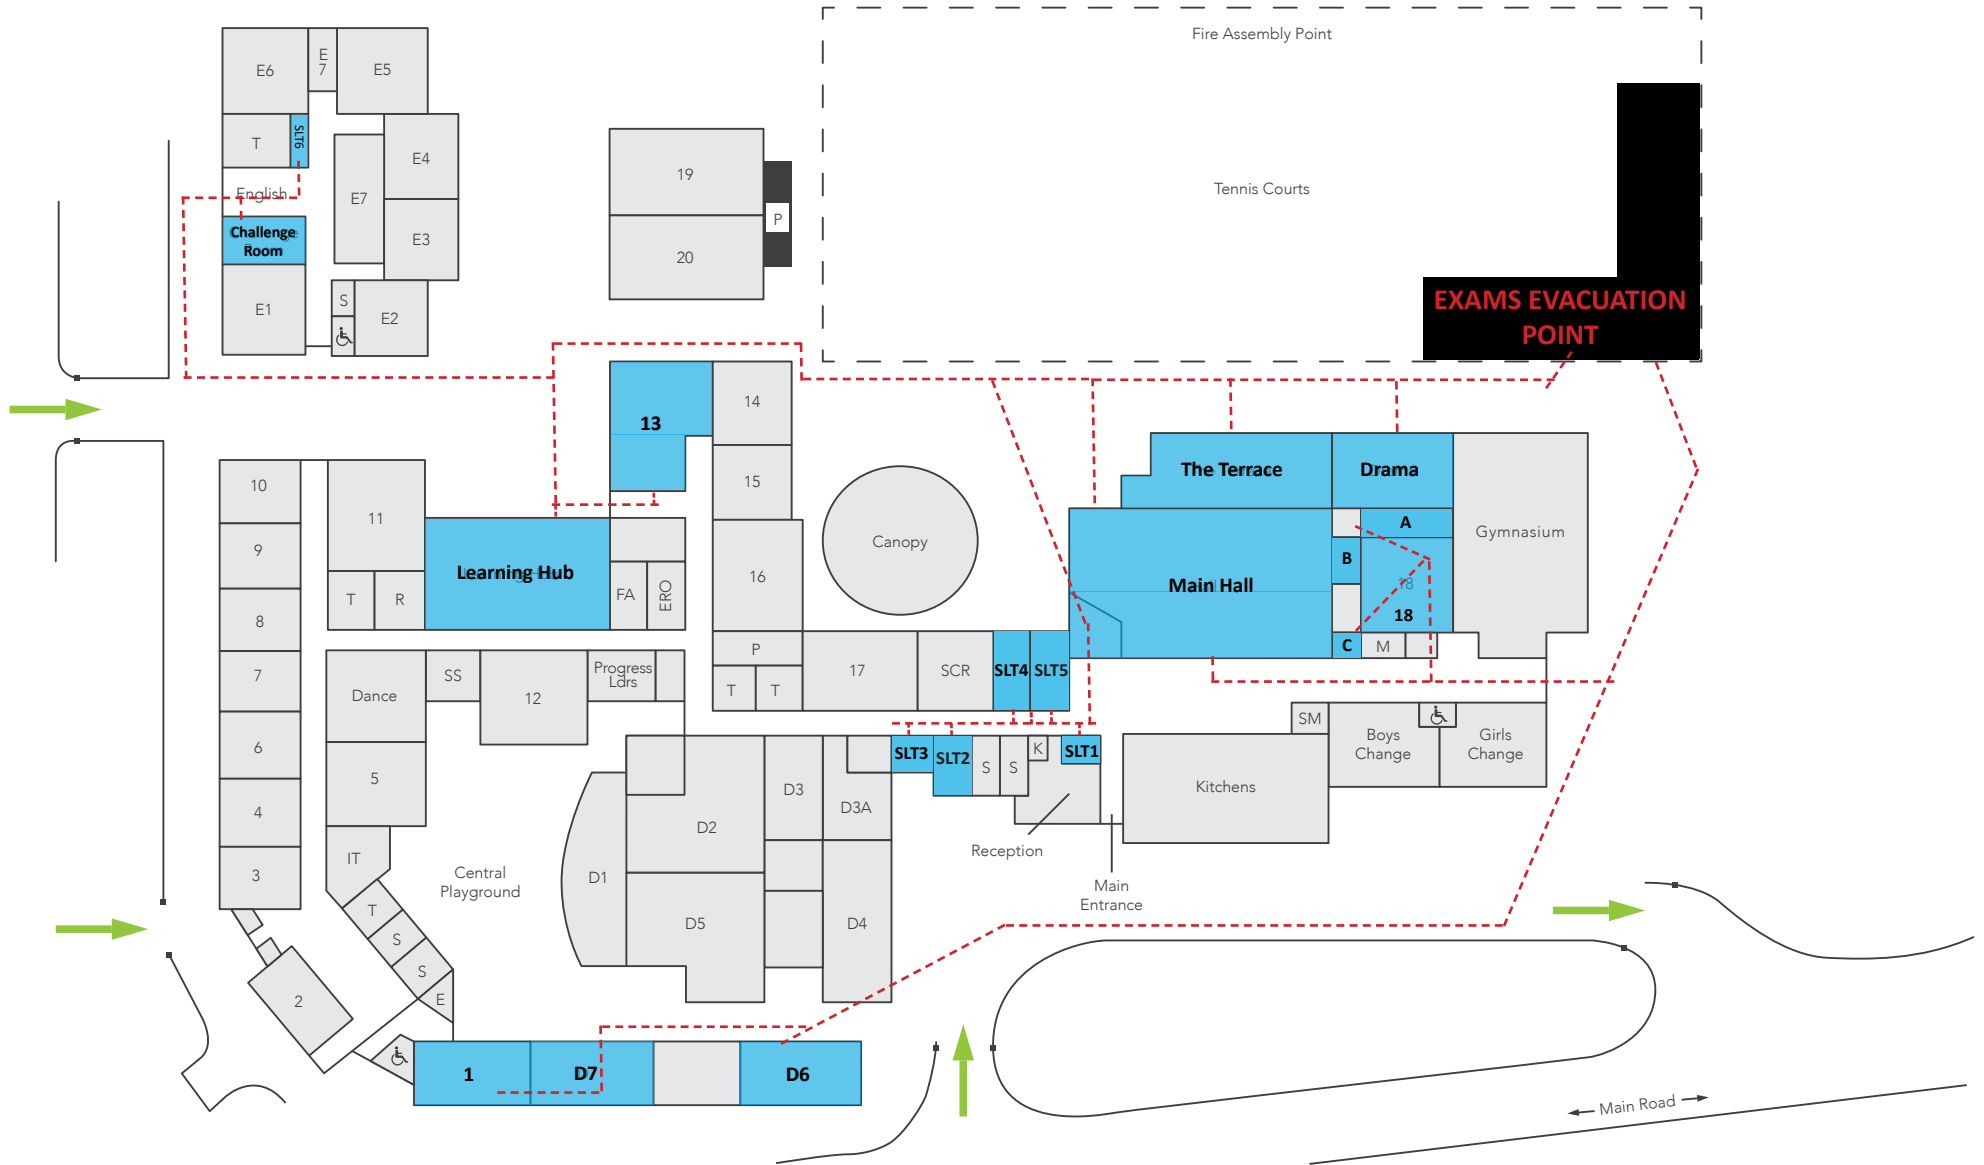 Fire Assembly Point
E6
E
7
E5
T
SLT6
E4
English
E7
Challenge
Room
E3
E1
S
E2
19
P
20
Tennis Courts
EXAMS EVACUATION
POINT
13
14
15
16
10
11
9
8
7
6
4
3
T
R
Learning Hub
FA
ERO
Canopy
The Terrace
Drama
Gymnasium
A
B
18
18
Main Hall
C
M
P
T
T
17
SCR
SLT4
SLT5
Dance
SS
12
Progress
Ldrs
5
IT
T
S
S
E
2
Central
Playground
D1
D2
D3
D3A
D5
D4
SLT3
SLT2
S
S
K
SLT1
Reception
Main
Entrance
Kitchens
SM
Boys
Change
Girls
Change
1
D7
D6
Main Road